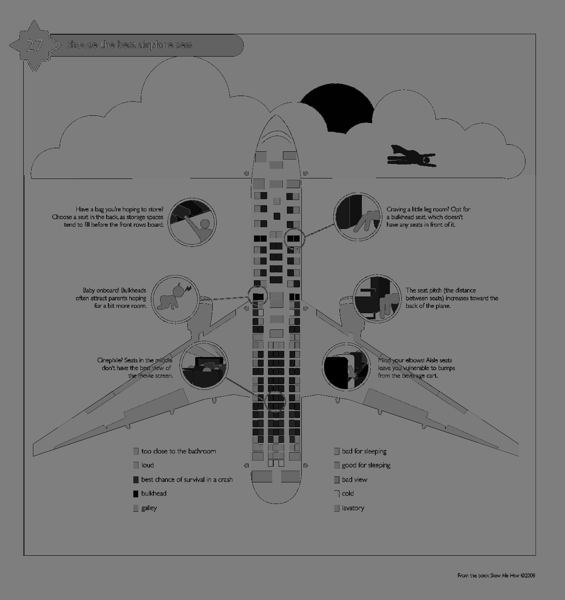 27 choose the best airplane seat
Have a bag you're hoping to store?
Choose a seat in the back, as storage spaces
tend to fill before the front rows board.
Craving a little leg room? Opt for
a bulkhead seat, which doesn't
have any seats in front of it.
Baby onboard! Bulkheads
often attract parents hoping
for a bit more room.
The seat pitch (the distance
between seats) increases toward the
back of the plane.
Cinephile? Seats in the middle
don't have the best view of
the movie screen.
Mind your elbows! Aisle seats
leave you vulnerable to bumps
from the beverage cart.
too close to the bathroom
loud
best chance of survival in a crash
bulkhead
galley
bad for sleeping
good for sleeping
bad view
cold
lavatory
From the book Show Me How ©2008